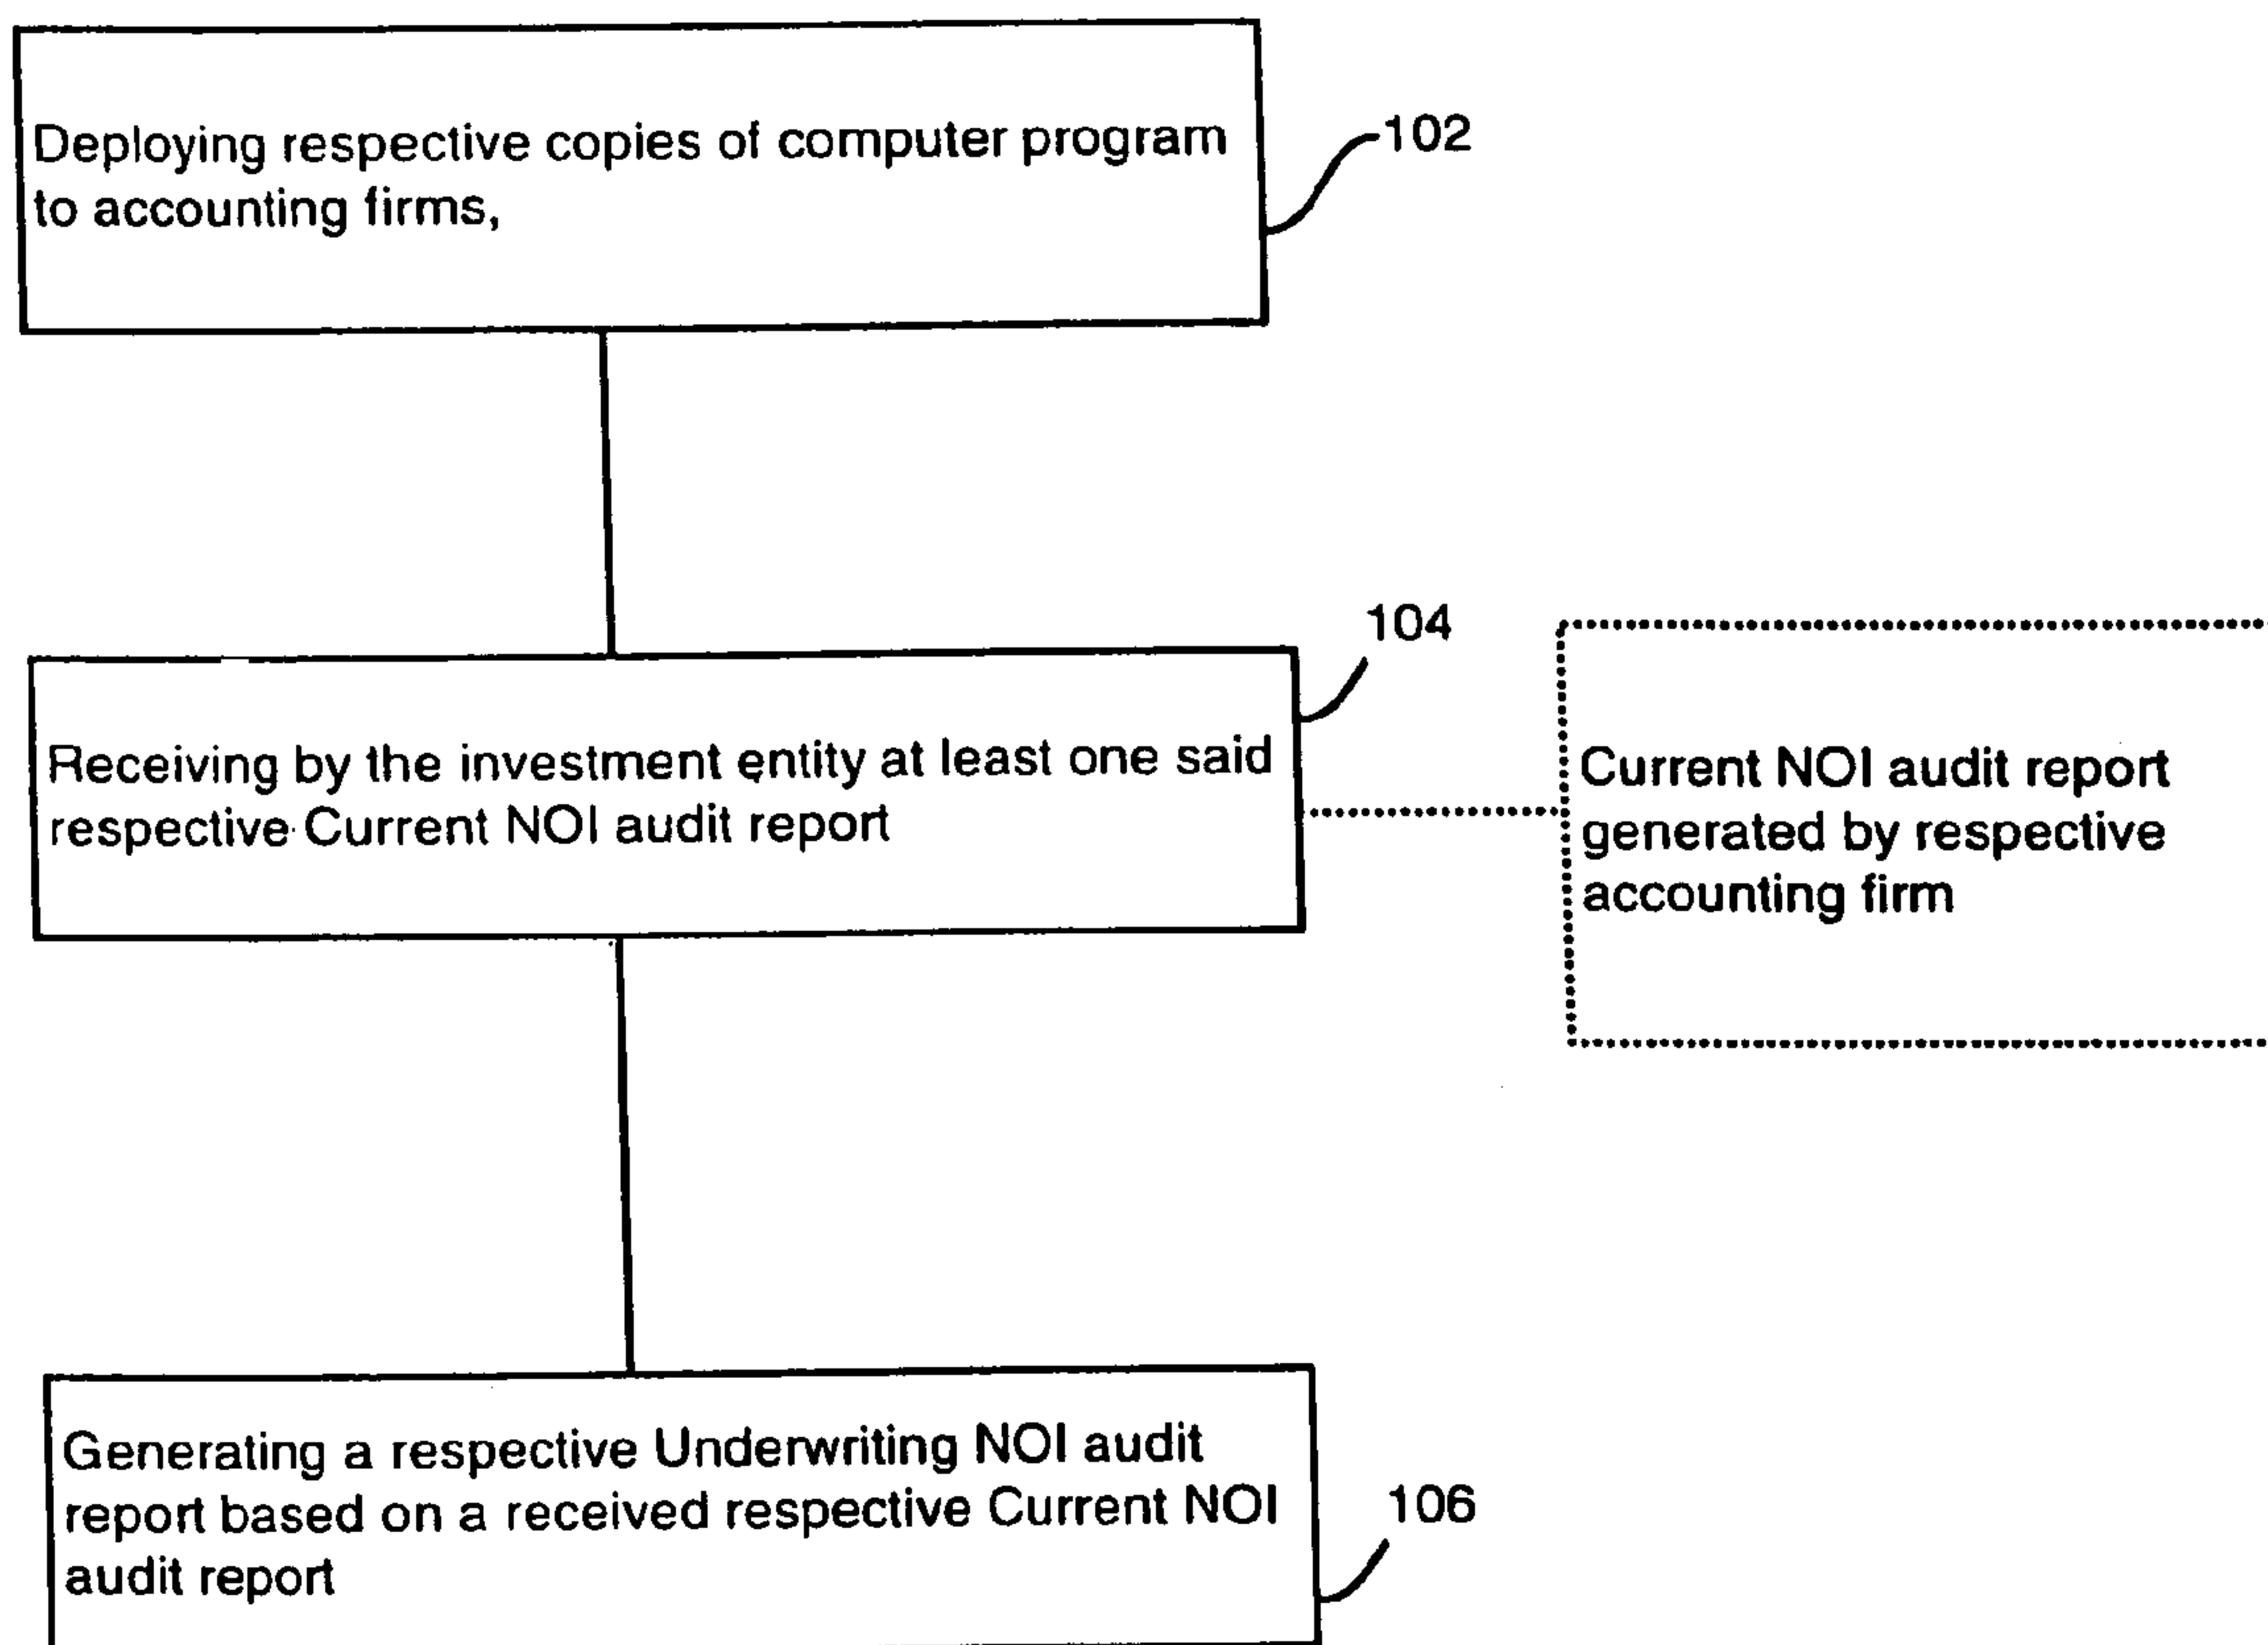 Deploying respective copies of computer program
to accounting firms,
102
104
Receiving by the investment entity at least one said
respective Current NOI audit report
Current NOI audit report
generated by respective
accounting firm
Generating a respective Underwriting NOI audit
report based on a received respective Current NOI
audit report
106